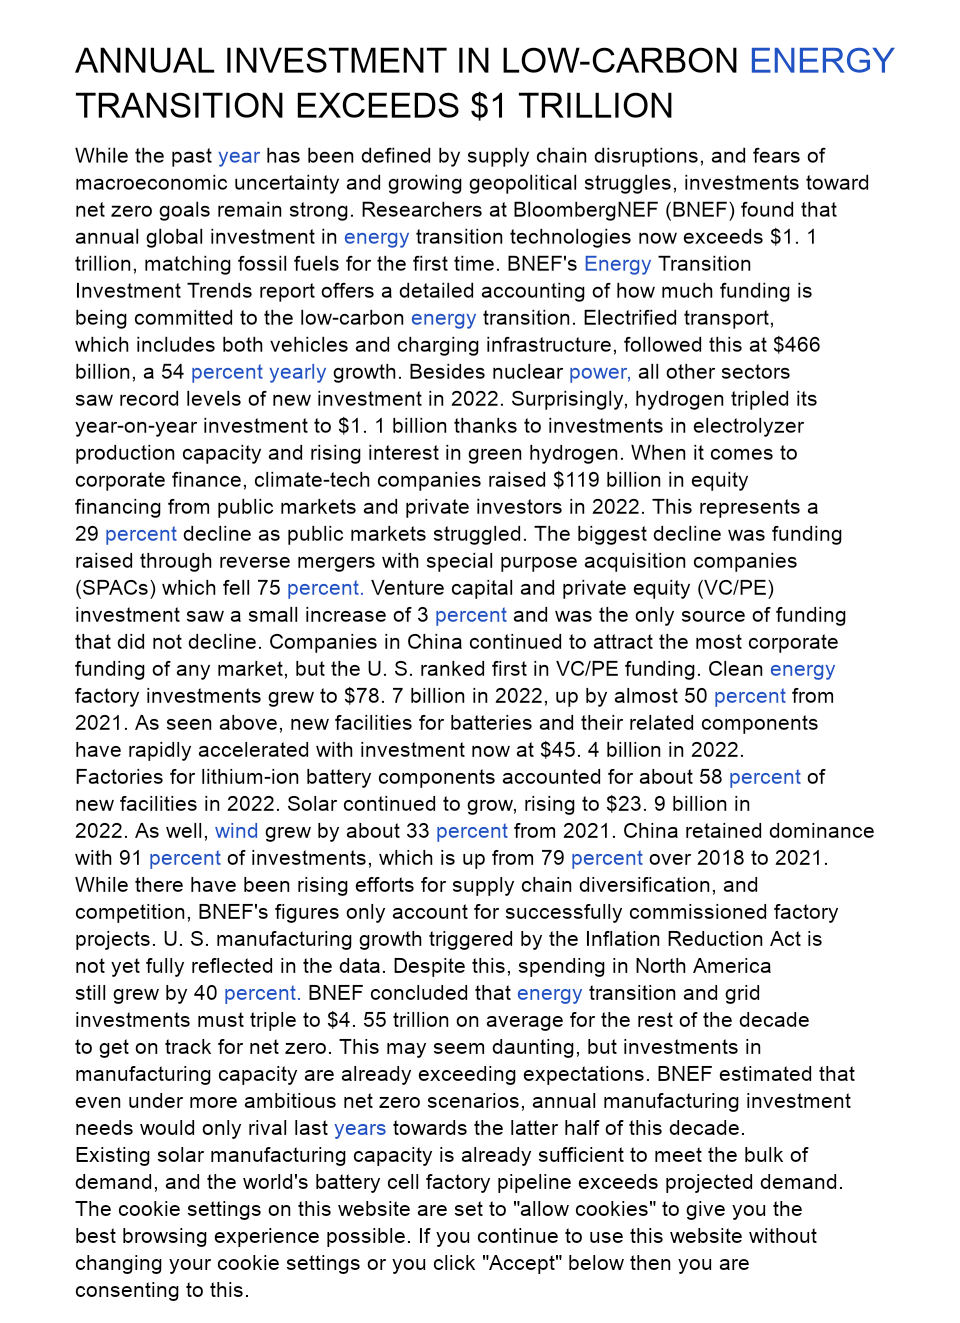 ANNUAL INVESTMENT IN LOW-CARBON ENERGY
TRANSITION EXCEEDS $1 TRILLION
While the past year has been defined by supply chain disruptions, and fears of
macroeconomic uncertainty and growing geopolitical struggles, investments toward
net zero goals remain strong. Researchers at BloombergNEF (BNEF) found that
annual global investment in energy transition technologies now exceeds $1. 1
trillion, matching fossil fuels for the first time. BNEF's Energy Transition
Investment Trends report offers a detailed accounting of how much funding is
being committed to the low-carbon energy transition. Electrified transport,
which includes both vehicles and charging infrastructure, followed this at $466
billion, a 54 percent yearly growth. Besides nuclear power, all other sectors
saw record levels of new investment in 2022. Surprisingly, hydrogen tripled its
year-on-year investment to $1. 1 billion thanks to investments in electrolyzer
production capacity and rising interest in green hydrogen. When it comes to
corporate finance, climate-tech companies raised $119 billion in equity
financing from public markets and private investors in 2022. This represents a
29 percent decline as public markets struggled. The biggest decline was funding
raised through reverse mergers with special purpose acquisition companies
(SPACs) which fell 75 percent. Venture capital and private equity (VC/PE)
investment saw a small increase of 3 percent and was the only source of funding
that did not decline. Companies in China continued to attract the most corporate
funding of any market, but the U. S. ranked first in VC/PE funding. Clean energy
factory investments grew to $78. 7 billion in 2022, up by almost 50 percent from
2021. As seen above, new facilities for batteries and their related components
have rapidly accelerated with investment now at $45. 4 billion in 2022.
Factories for lithium-ion battery components accounted for about 58 percent of
new facilities in 2022. Solar continued to grow, rising to $23. 9 billion in
2022. As well, wind grew by about 33 percent from 2021. China retained dominance
with 91 percent of investments, which is up from 79 percent over 2018 to 2021.
While there have been rising efforts for supply chain diversification, and
competition, BNEF's figures only account for successfully commissioned factory
projects. U. S. manufacturing growth triggered by the Inflation Reduction Act is
not yet fully reflected in the data. Despite this, spending in North America
still grew by 40 percent. BNEF concluded that energy transition and grid
investments must triple to $4. 55 trillion on average for the rest of the decade
to get on track for net zero. This may seem daunting, but investments in
manufacturing capacity are already exceeding expectations. BNEF estimated that
even under more ambitious net zero scenarios, annual manufacturing investment
needs would only rival last years towards the latter half of this decade.
Existing solar manufacturing capacity is already sufficient to meet the bulk of
demand, and the world's battery cell factory pipeline exceeds projected demand.
The cookie settings on this website are set to "allow cookies" to give you the
best browsing experience possible. If you continue to use this website without
changing your cookie settings or you click "Accept" below then you are
consenting to this.